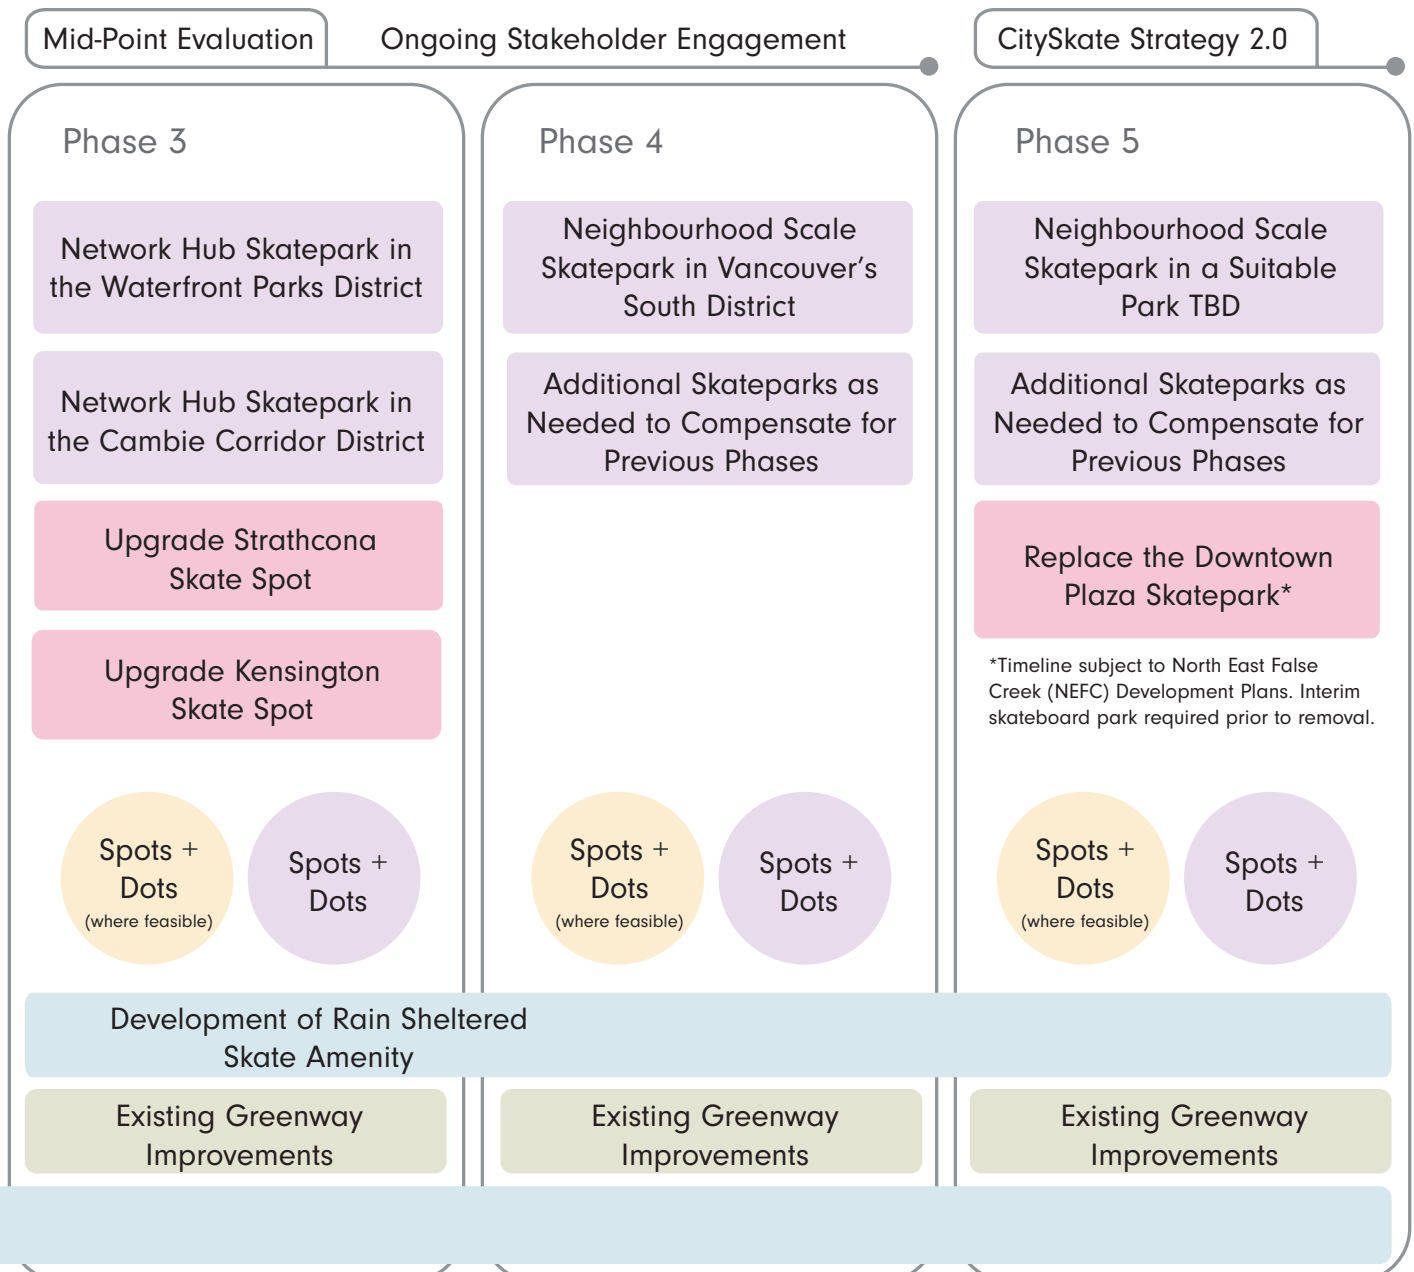 Mid-Point Evaluation
Ongoing Stakeholder Engagement
CitySkate Strategy 2.0
Phase 3
Network Hub Skatepark in
the Waterfront Parks District
Network Hub Skatepark in
the Cambie Corridor District
Upgrade Strathcona
Skate Spot
Upgrade Kensington
Skate Spot
Spots +
Dots
(where feasible)
Spots +
Dots
Phase 4
Neighbourhood Scale
Skatepark in Vancouver's
South District
Additional Skateparks as
Needed to Compensate for
Previous Phases
Spots +
Dots
(where feasible)
Spots +
Dots
Phase 5
Neighbourhood Scale
Skatepark in a Suitable
Park TBD
Additional Skateparks as
Needed to Compensate for
Previous Phases
Replace the Downtown
Plaza Skatepark*
*Timeline subject to North East False
Creek (NEFC) Development Plans. Interim
skateboard park required prior to removal.
Spots +
Dots
(where feasible)
Spots +
Dots
Development of Rain Sheltered
Skate Amenity
Existing Greenway
Improvements
Existing Greenway
Improvements
Existing Greenway
Improvements